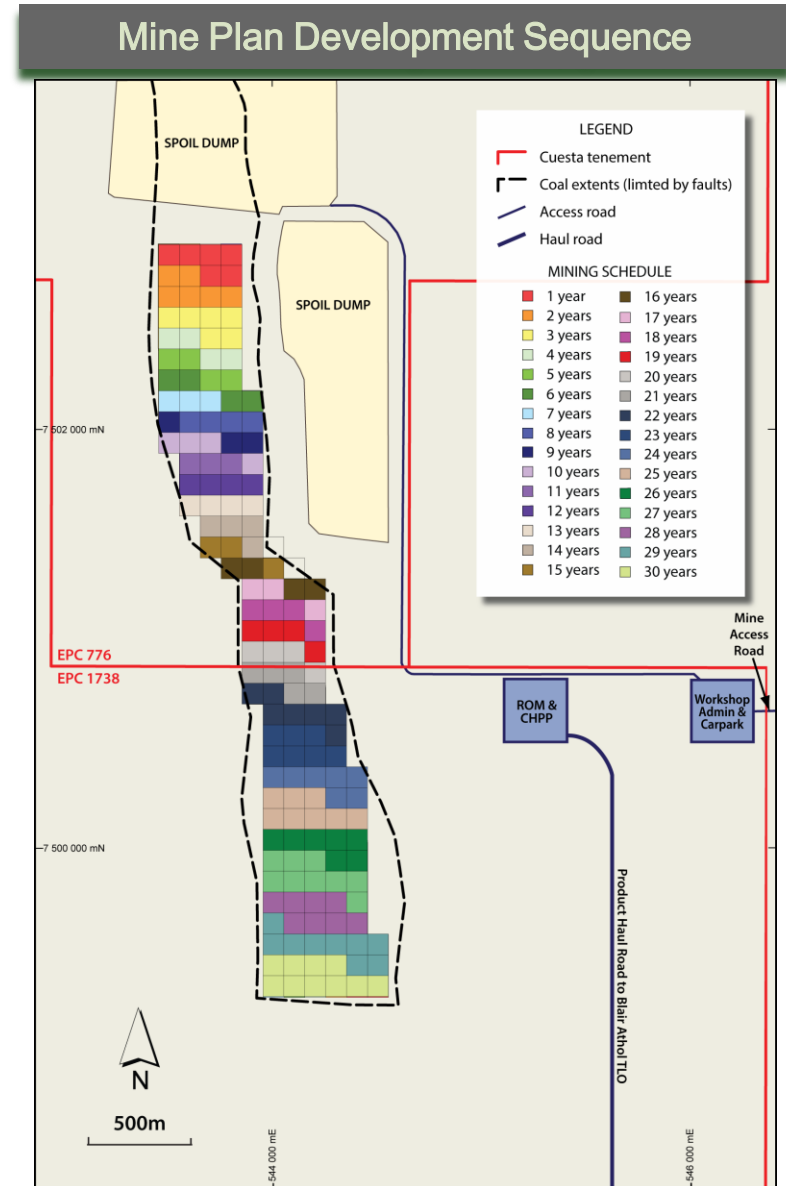 Mine Plan Development Sequence
SPOIL DUMP
SPOIL DUMP
LEGEND
Cuesta tenement
Coal extents (limted by faults)
Access road
Haul road
MINING SCHEDULE
1 year
2 years
3 years
4 years
5 years
6 years
7 years
8 years
9 years
10 years
11 years
12 years
13 years
14 years
15 years
16 years
17 years
18 years
19 years
20 years
21 years
22 years
23 years
24 years
25 years
26 years
27 years
28 years
29 years
30 years
7 502 000 mN
Mine
Access
Road
EPC 776
EPC 1738
ROM &
CHPP
Workshop
Admin &
Carpark
7 500 000 mN
Product Haul Road to Blair Athol TLO
N
500m
544 000 mE
546 000 mE